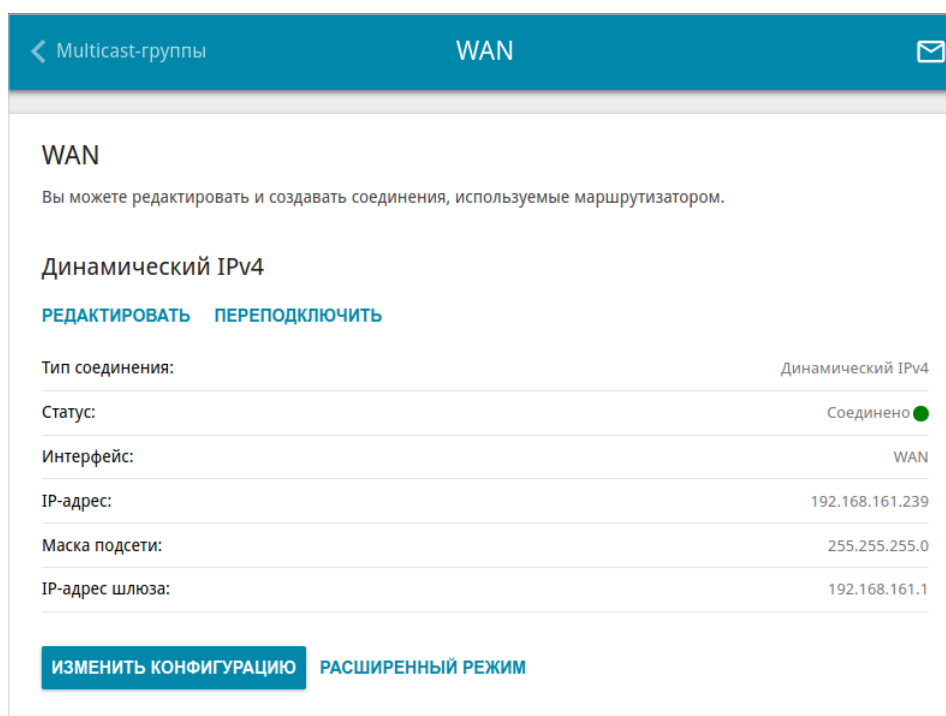 Multicast-группы
WAN
WAN
Вы можете редактировать и создавать соединения, используемые маршрутизатором.
Динамический IPv4
РЕДАКТИРОВАТЬ ПЕРЕПОДКЛЮЧИТЬ
Тип соединения: Динамический IPv4
Статус: Соединено
Интерфейс: WAN
IP-адрес: 192.168.161.239
Маска подсети: 255.255.255.0
IP-адрес шлюза: 192.168.161.1
ИЗМЕНИТЬ КОНФИГУРАЦИЮ РАСШИРЕННЫЙ РЕЖИМ